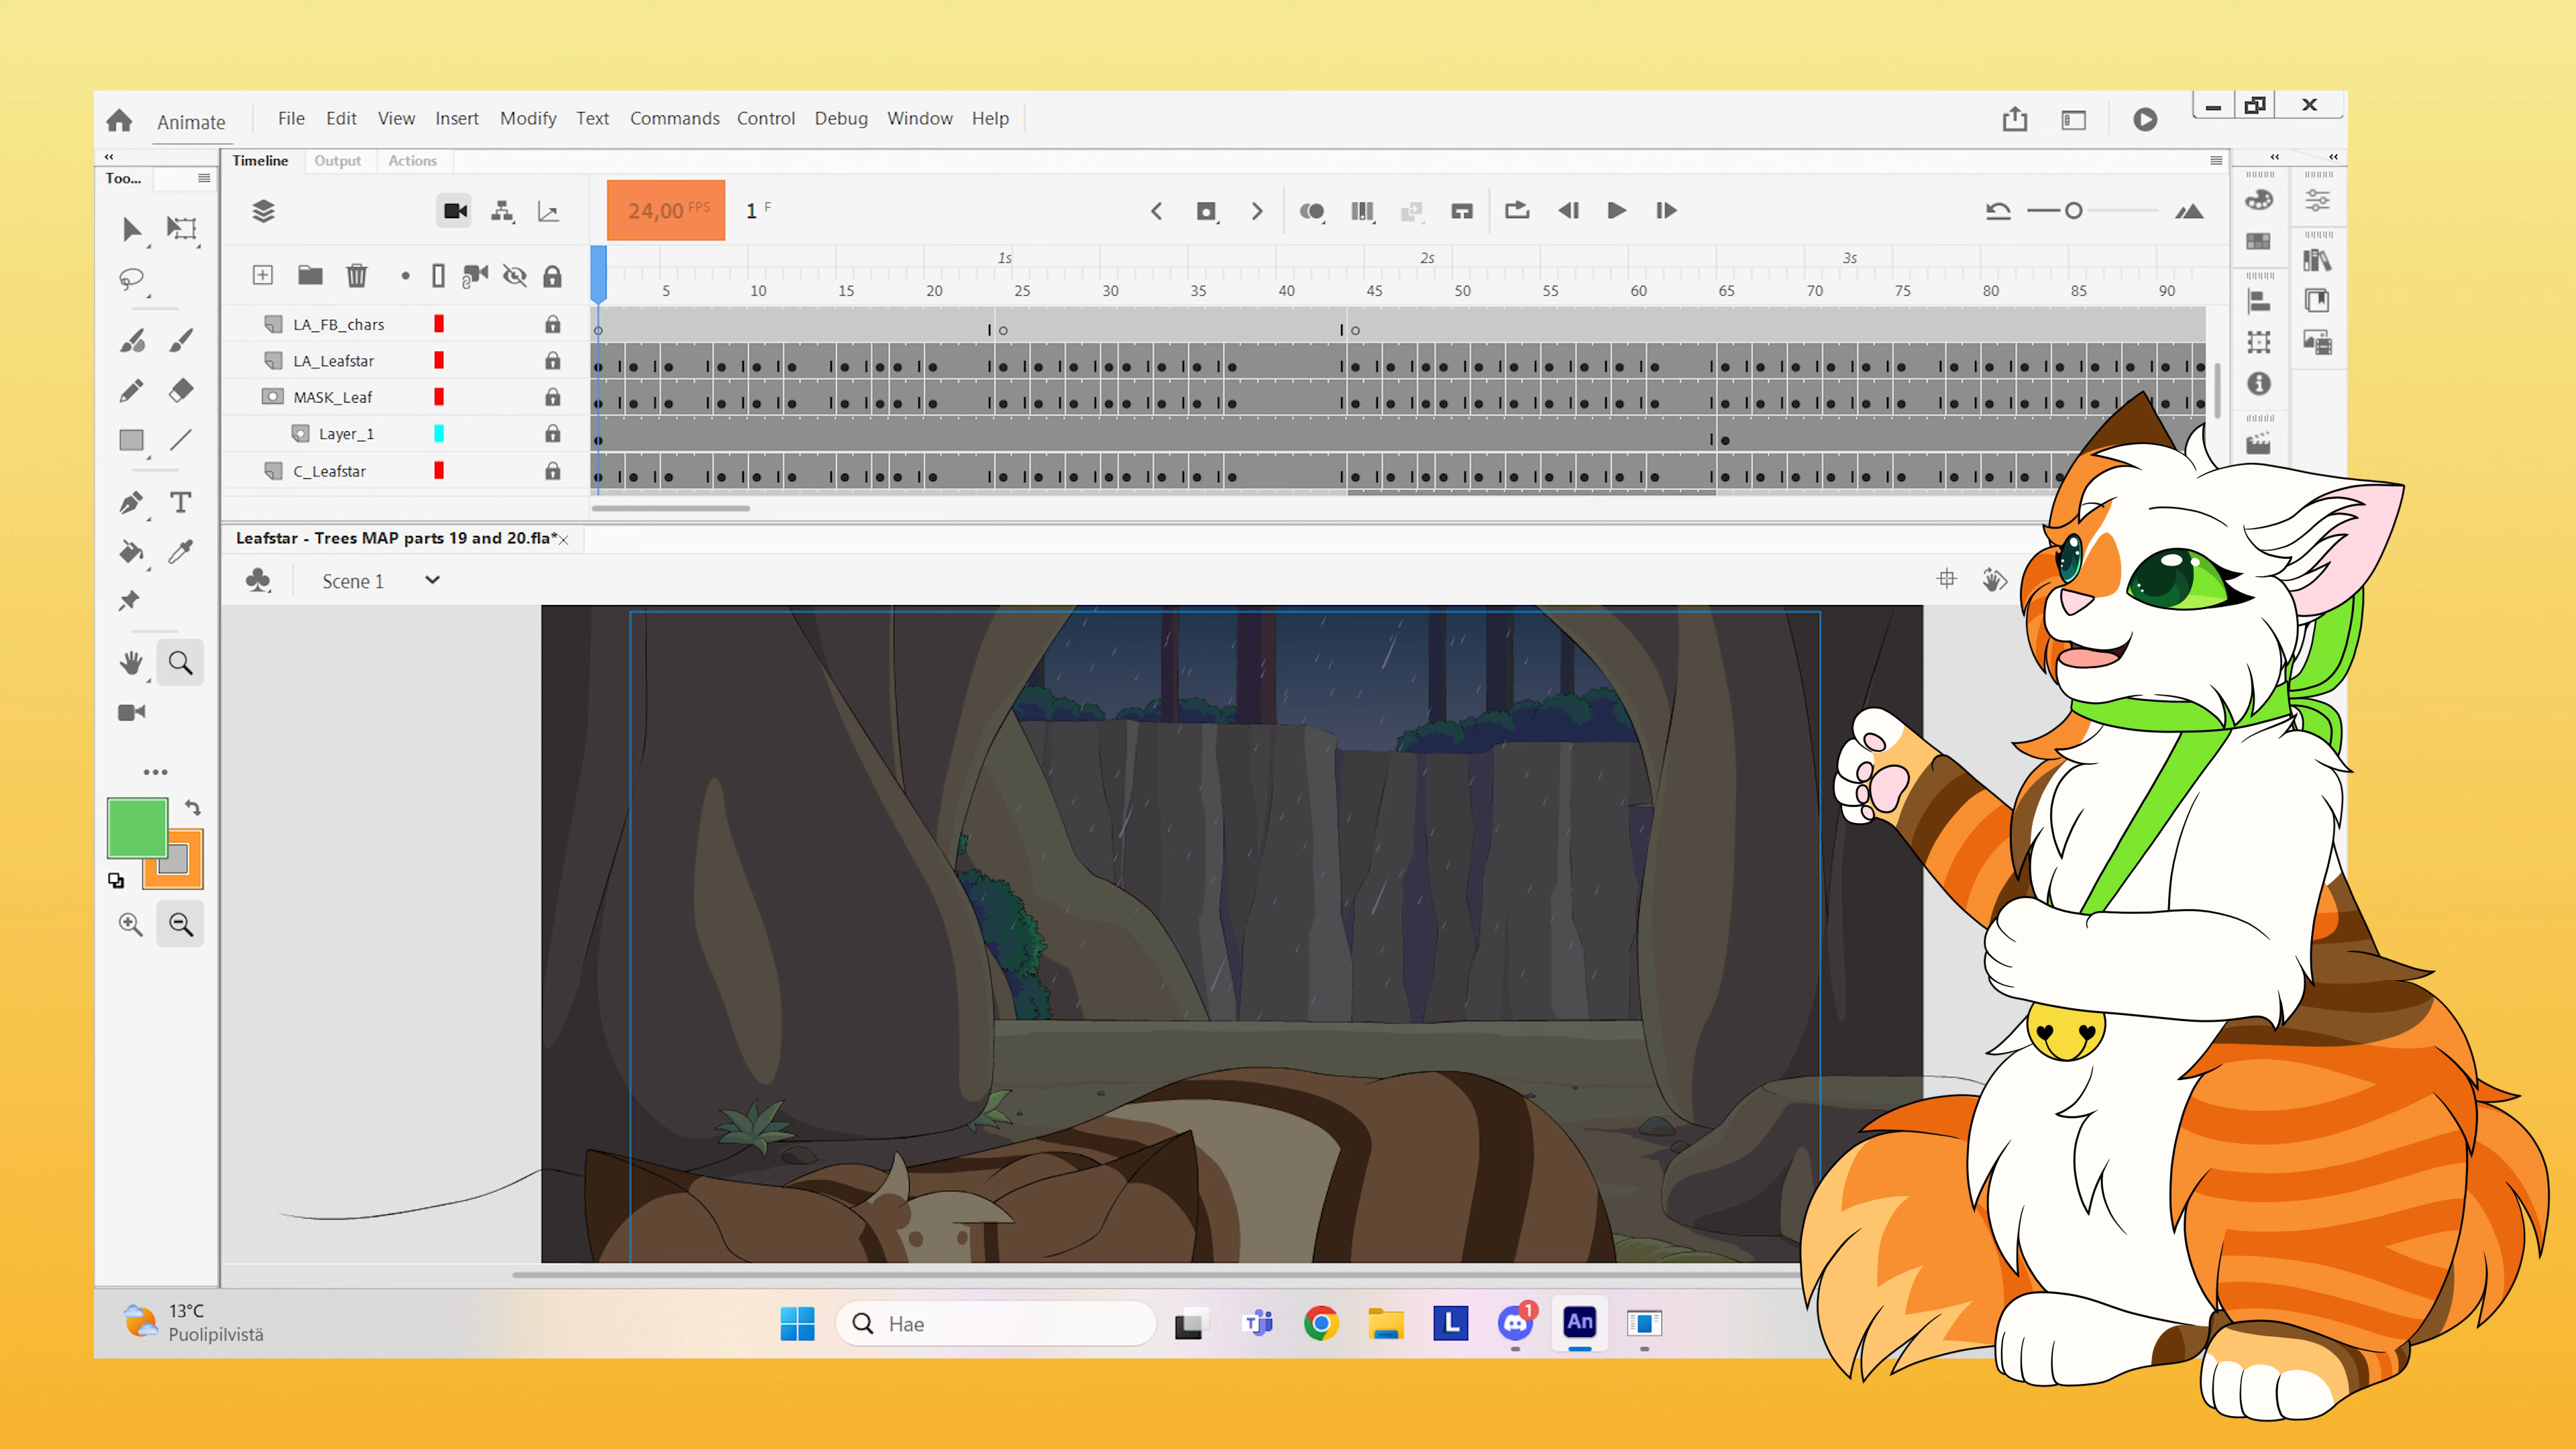 Animate File Edit View Insert Modify Text Commands Control Debug Window Help
Too...
Timeline Output Actions
24,00 FPS 1 F
1s 2s 3s
5 10 15 20 25 30 35 40 45 50 55 60 65 70 75 80 85 90
LA_FB_chars
LA_Leafstar
MASK_Leaf
Layer_1
C_Leafstar
Leafstar - Trees MAP parts 19 and 20.fla*
Scene 1
13°C
Puolipilvistä
Hae
T
L
1
An